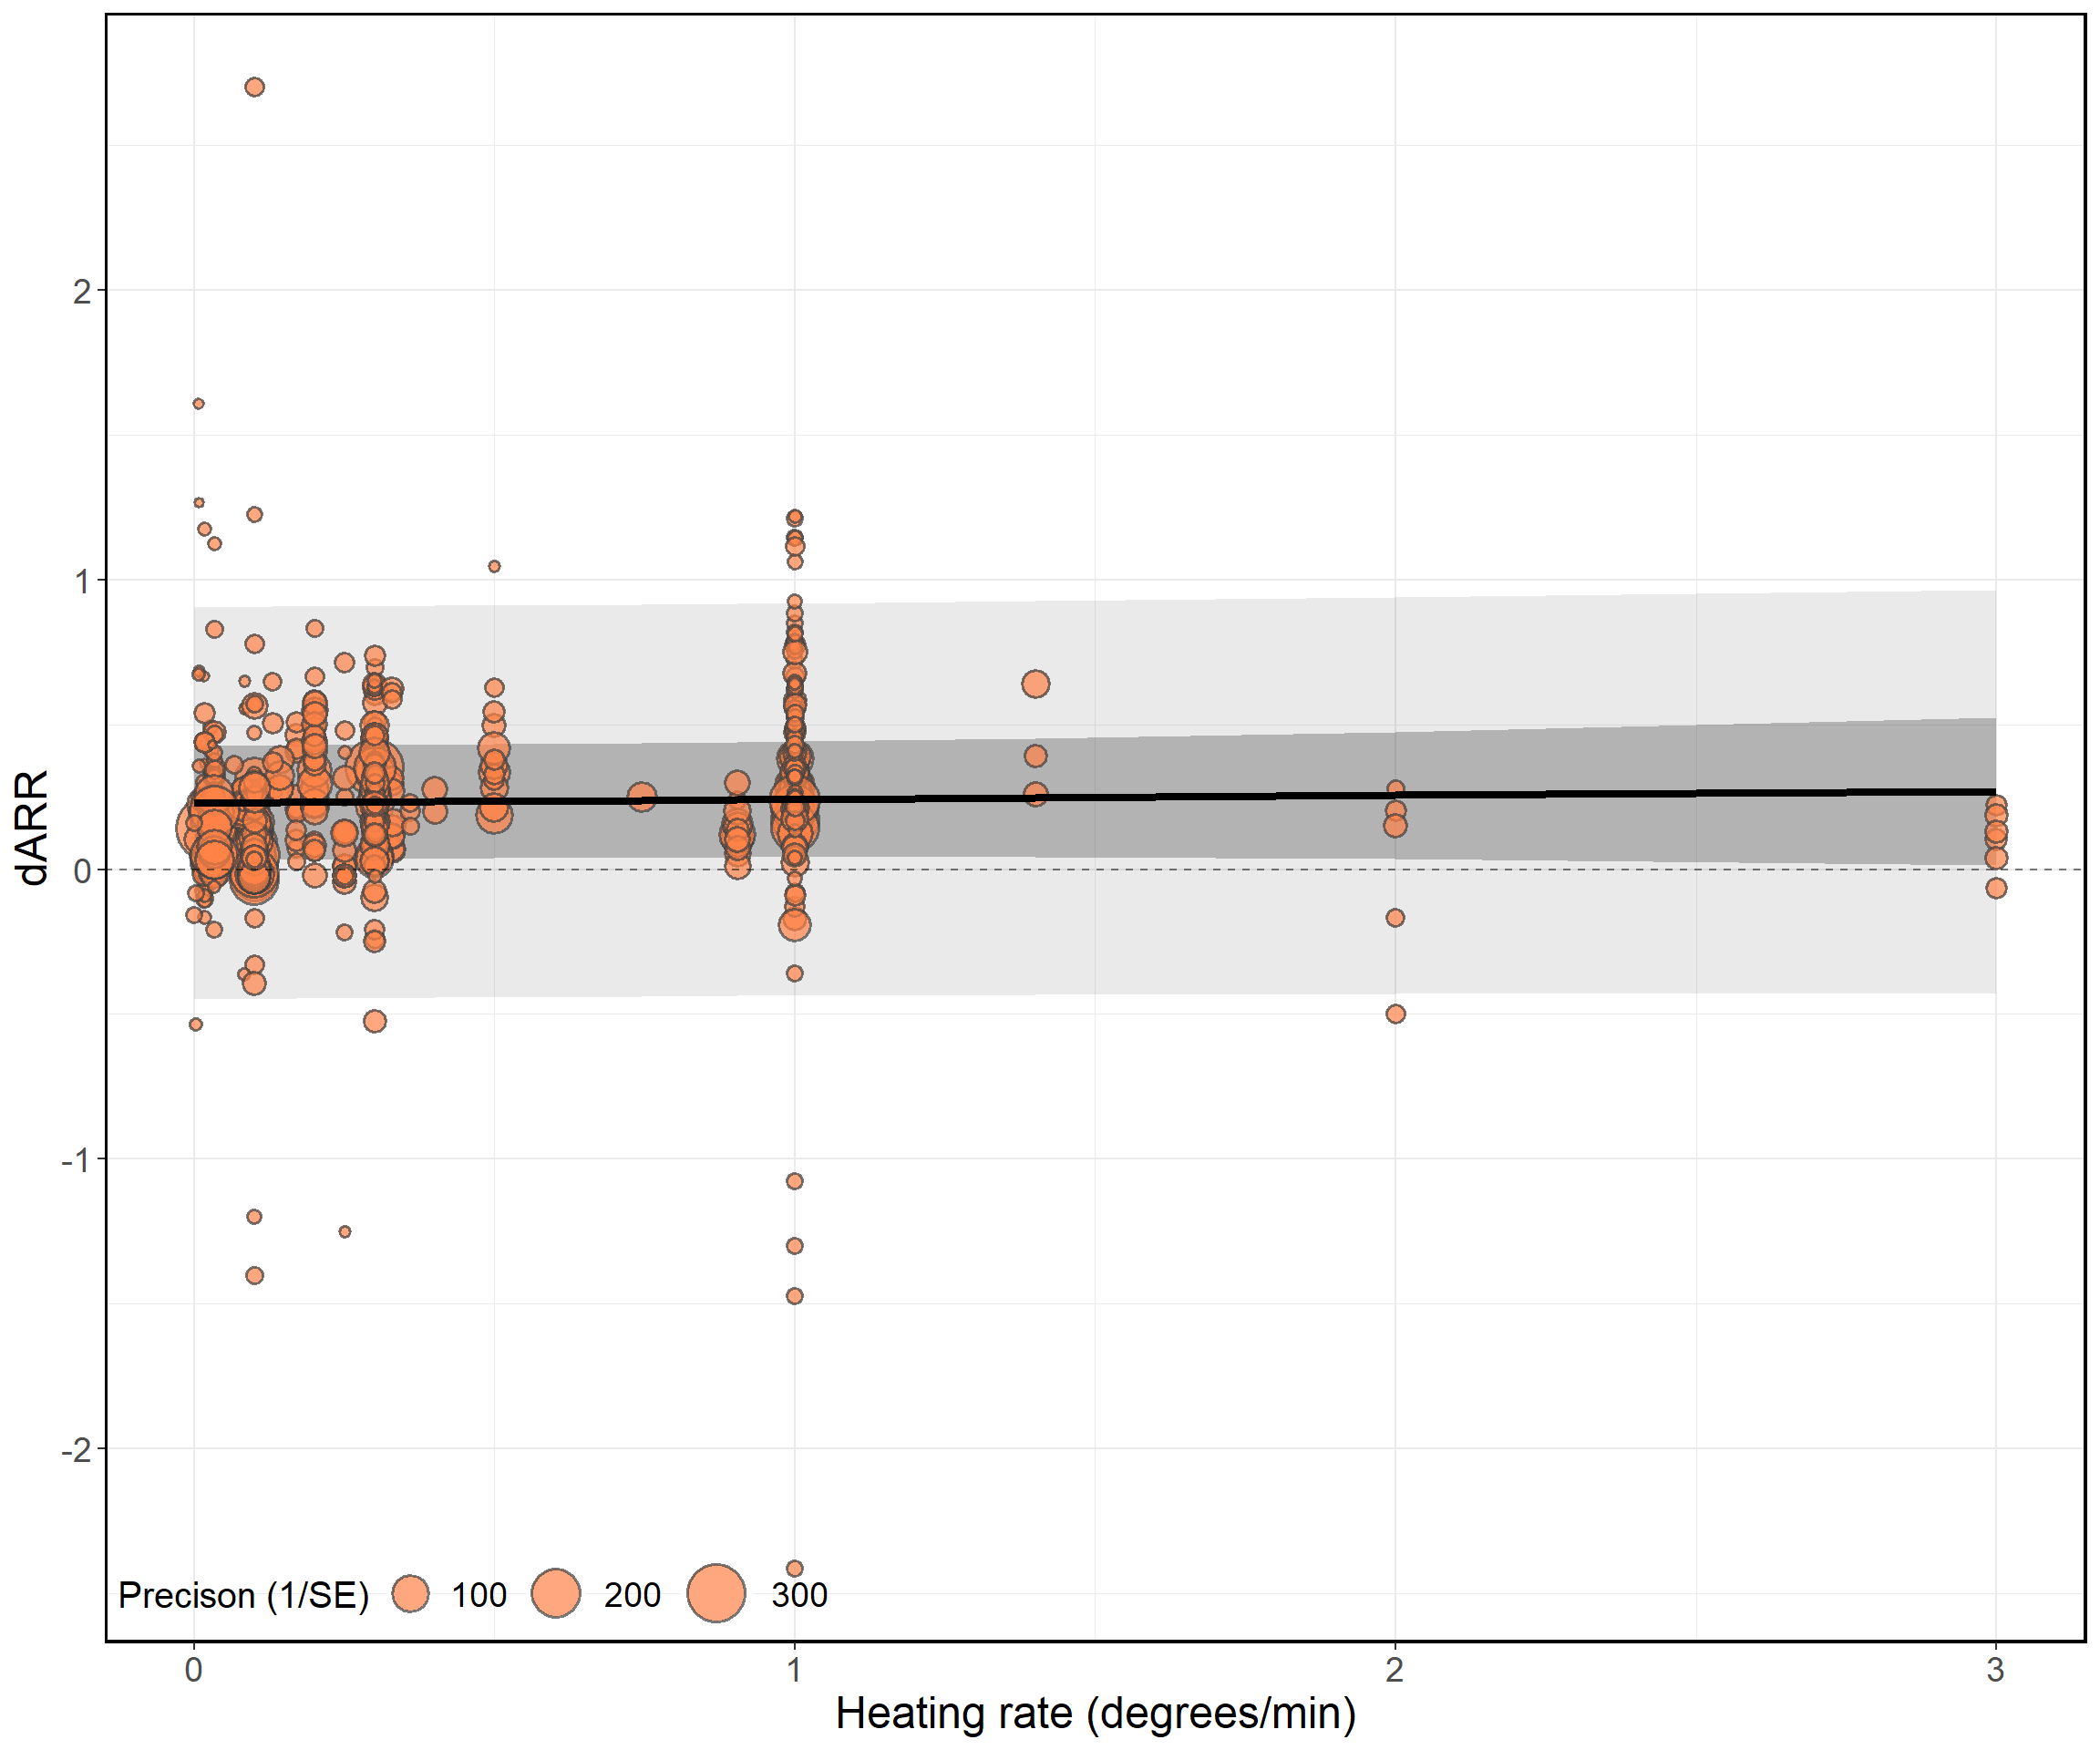 2
1
0
-1
-2
dARR
Precison (1/SE) 100 200 300
0 1 2 3
Heating rate (degrees/min)